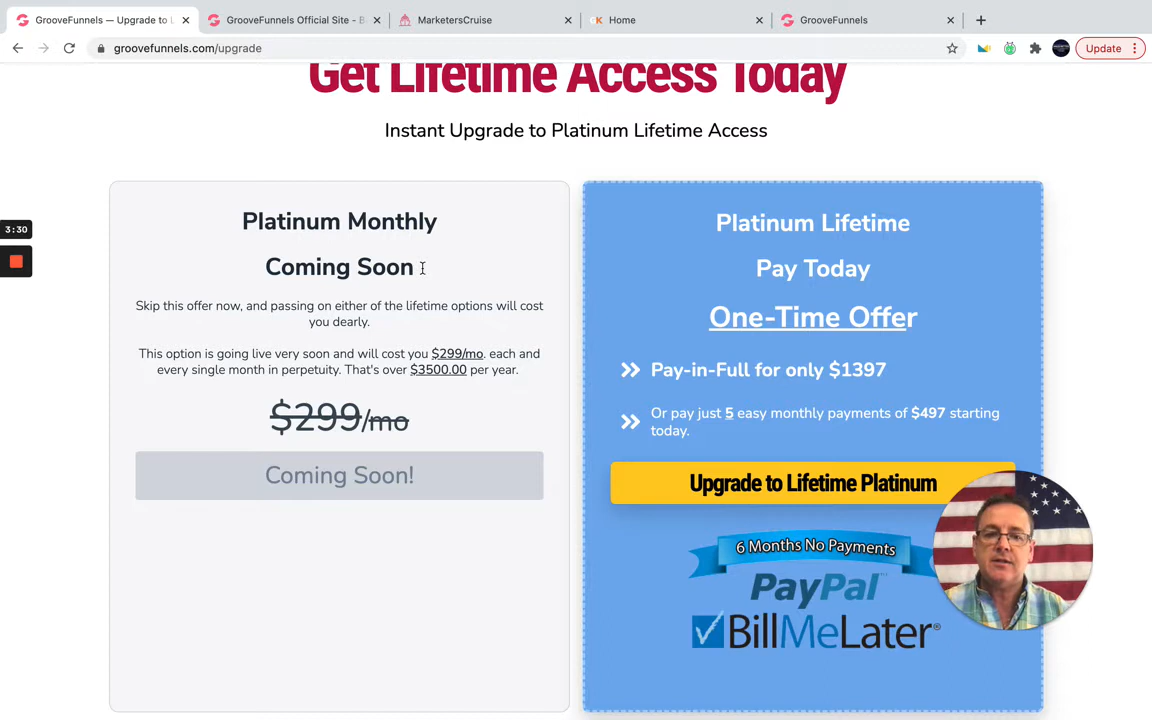 GrooveFunnels — Upgrade to L
GrooveFunnels Official Site - B
MarketersCruise
Home
GrooveFunnels
groovefunnels.com/upgrade
Update
Get Lifetime Access Today
Instant Upgrade to Platinum Lifetime Access
3:30
Platinum Monthly
Coming Soon
Skip this offer now, and passing on either of the lifetime options will cost
you dearly.
This option is going live very soon and will cost you $299/mo. each and
every single month in perpetuity. That's over $3500.00 per year.
$299/mo
Coming Soon!
Platinum Lifetime
Pay Today
One-Time Offer
Pay-in-Full for only $1397
Or pay just 5 easy monthly payments of $497 starting
today.
Upgrade to Lifetime Platinum
6 Months No Payments
PayPal
BillMeLater®